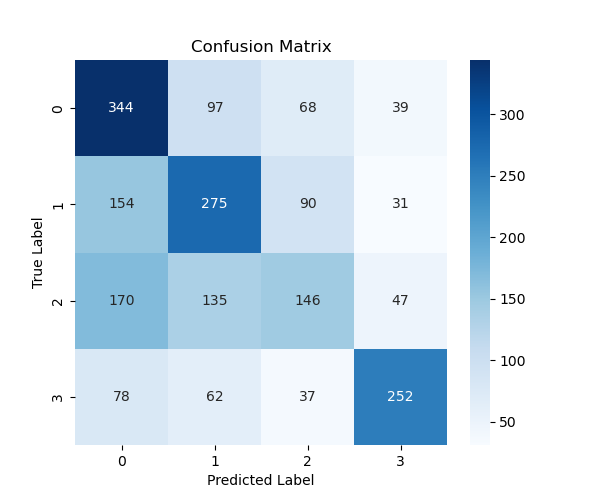 Confusion Matrix
0 344 97 68 39
1 154 275 90 31
2 170 135 146 47
3 78 62 37 252
0 1 2 3
True Label
Predicted Label
300
250
200
150
100
50